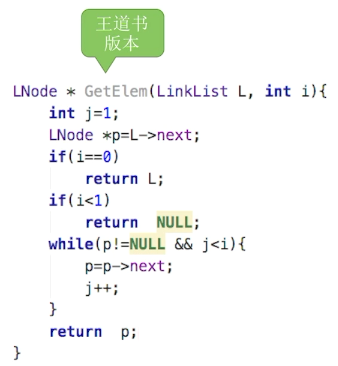 王道书
版本
LNode * GetElem(LinkList L, int i){
    int j=1;
    LNode *p=L->next;
    if(i==0)
        return L;
    if(i<1)
        return  NULL;
    while(p!=NULL && j<i){
        p=p->next;
        j++;
    }
    return  p;
}